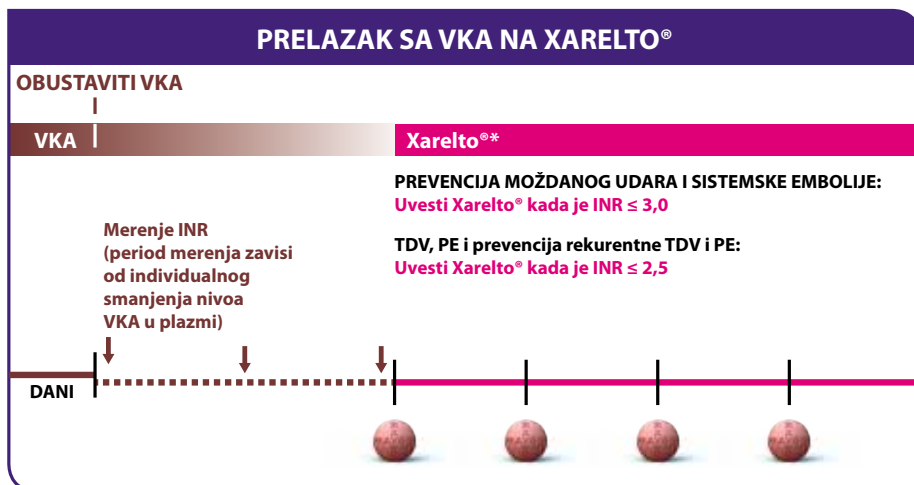 PRELAZAK SA VKA NA XARELTO®
OBUSTAVITI VKA
VKA
Xarelto®*
PREVENCIJA MOŽDANOG UDARA I SISTEMSKE EMBOLIJE:
Uvesti Xarelto® kada je INR ≤ 3,0
TDV, PE i prevencija rekurentne TDV i PE:
Uvesti Xarelto® kada je INR ≤ 2,5
Merenje INR
(period merenja zavisi
od individualnog
smanjenja nivoa
VKA u plazmi)
DANI